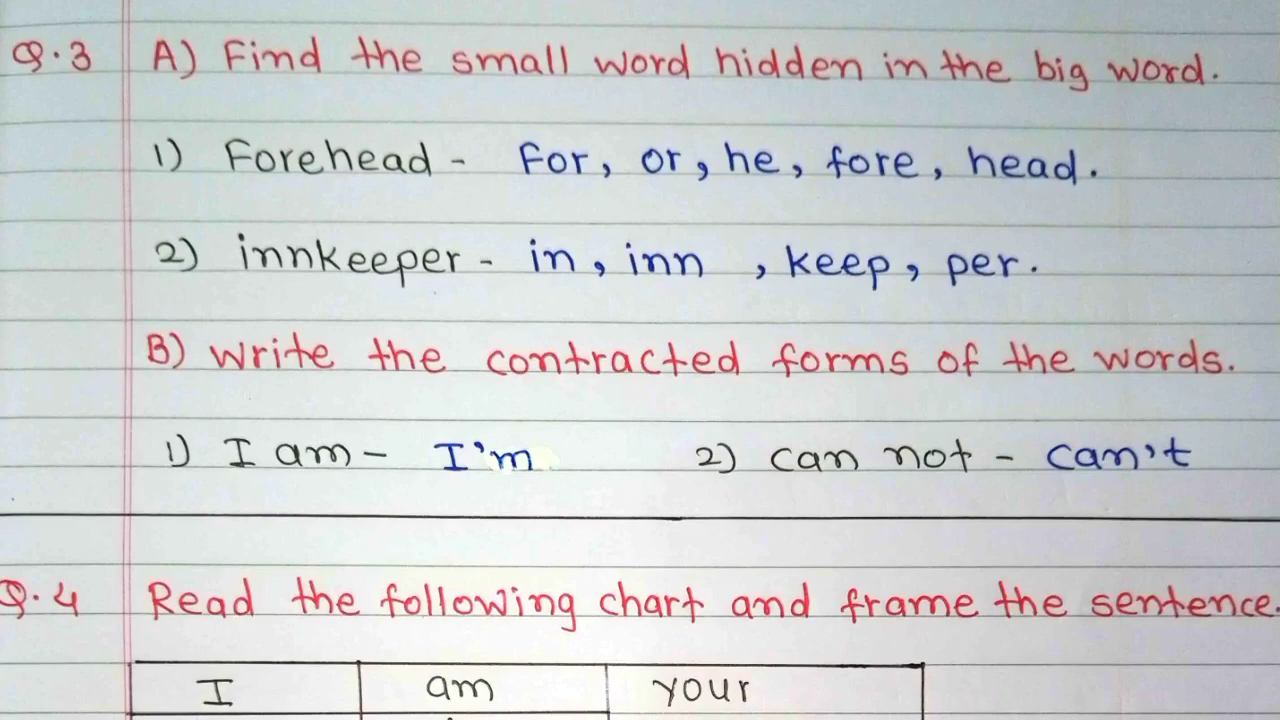 Q.3 A) Find the small word hidden in the big word.
1) Forehead - For, or, he, fore, head.
2) innkeeper - in, inn , keep, per.
B) Write the contracted forms of the words.
1) I am - I'm 2) can not - can't
Q.4 Read the following chart and frame the sentence.
I am your